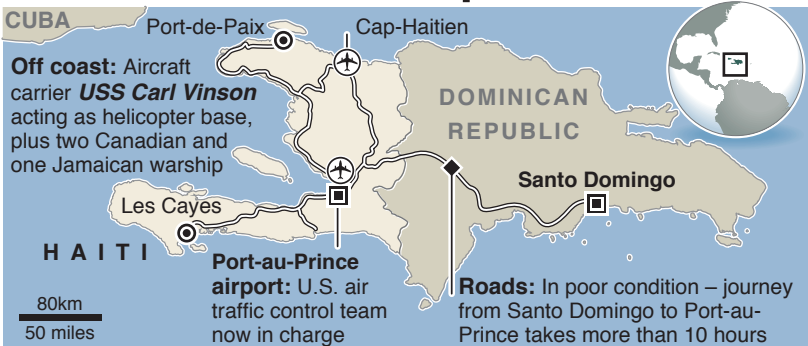 CUBA
Port-de-Paix
Cap-Haitien
Off coast: Aircraft
carrier USS Carl Vinson
acting as helicopter base,
plus two Canadian and
one Jamaican warship
DOMINICAN
REPUBLIC
Santo Domingo
Les Cayes
HAITI
Port-au-Prince
airport: U.S. air
traffic control team
now in charge
Roads: In poor condition – journey
from Santo Domingo to Port-au-
Prince takes more than 10 hours
80km
50 miles